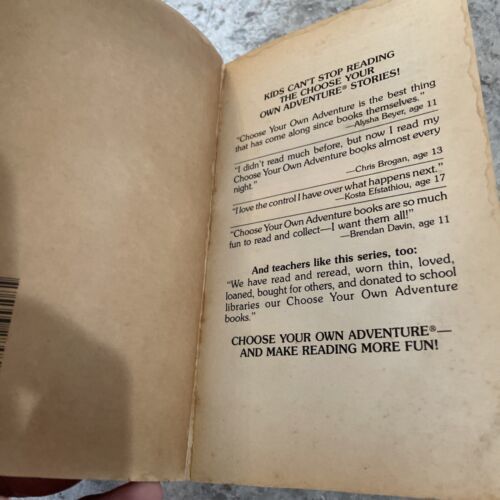 KIDS CAN'T STOP READING
THE CHOOSE YOUR
OWN ADVENTURE® STORIES!
"Choose Your Own Adventure is the best thing
that has come along since books themselves."
—Alysha Beyer, age 11
"I didn't read much before, but now I read my
Choose Your Own Adventure books almost every
night."
—Chris Brogan, age 13
"I love the control I have over what happens next."
—Kosta Efstathiou, age 17
"Choose Your Own Adventure books are so much
fun to read and collect—I want them all!"
—Brendan Davin, age 11
And teachers like this series, too:
"We have read and reread, worn thin, loved,
loaned, bought for others, and donated to school
libraries our Choose Your Own Adventure
books."
CHOOSE YOUR OWN ADVENTURE®—
AND MAKE READING MORE FUN!